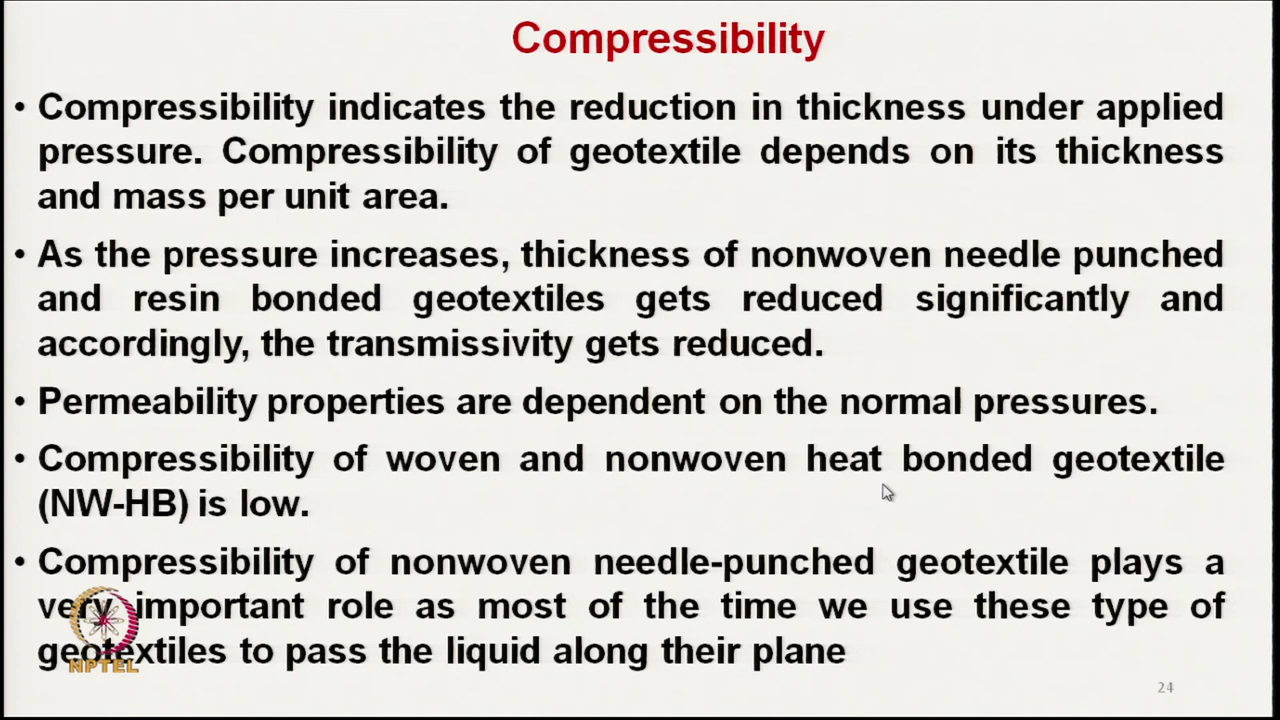 Compressibility
• Compressibility indicates the reduction in thickness under applied
pressure. Compressibility of geotextile depends on its thickness
and mass per unit area.
• As the pressure increases, thickness of nonwoven needle punched
and resin bonded geotextiles gets reduced significantly and
accordingly, the transmissivity gets reduced.
• Permeability properties are dependent on the normal pressures.
• Compressibility of woven and nonwoven heat bonded geotextile
(NW-HB) is low.
• Compressibility of nonwoven needle-punched geotextile plays a
very important role as most of the time we use these type of
geotextiles to pass the liquid along their plane
NPTEL
24